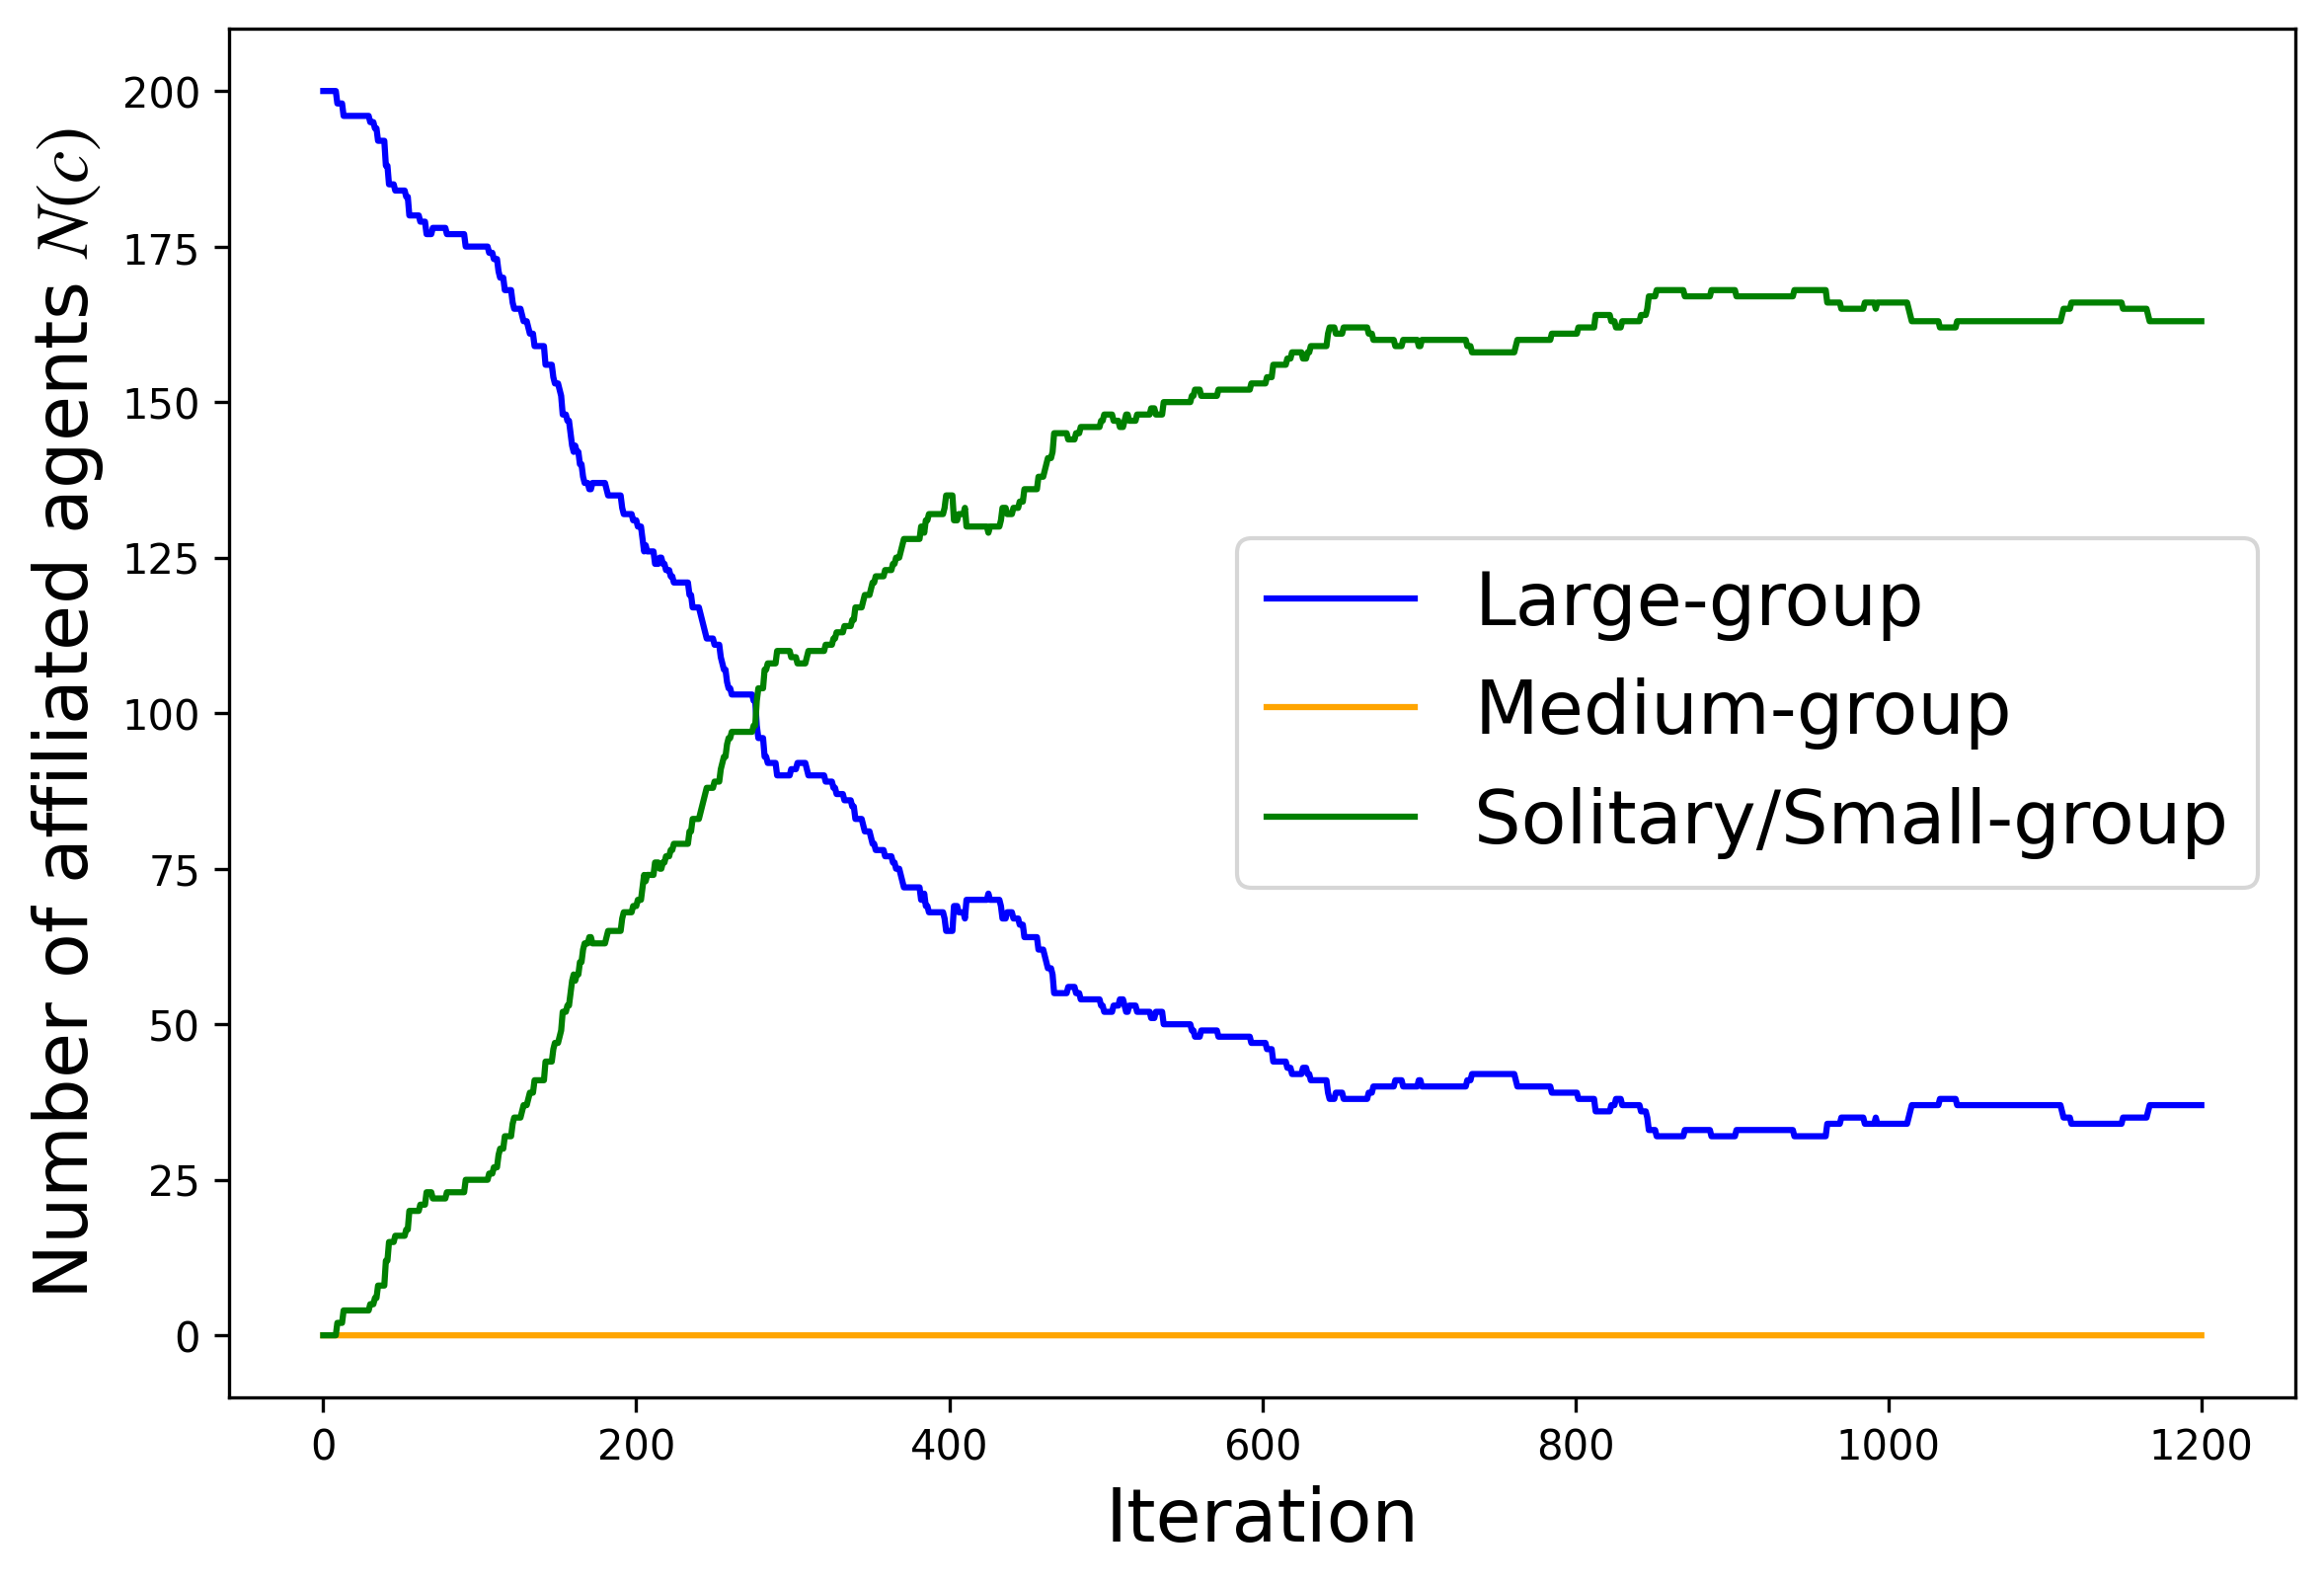 Number of affiliated agents N(c)
200
175
150
125
100
75
50
25
0
Large-group
Medium-group
Solitary/Small-group
0 200 400 600 800 1000 1200
Iteration